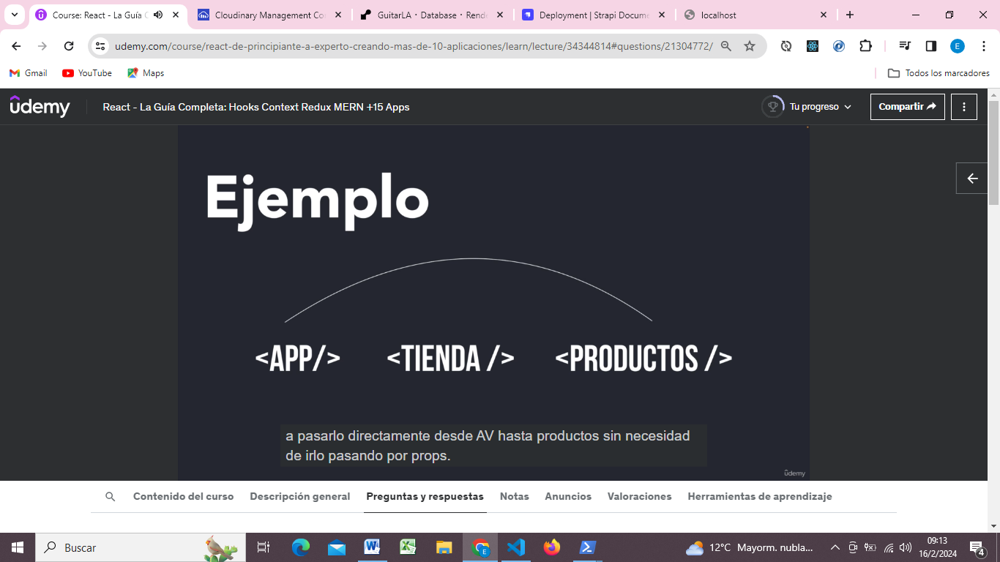 Course: React - La Guía C
Cloudinary Management Co
GuitarLA · Database · Rende
Deployment | Strapi Docume
localhost
udemy.com/course/react-de-principiante-a-experto-creando-mas-de-10-aplicaciones/learn/lecture/34344814#questions/21304772/
E
Gmail
YouTube
Maps
Todos los marcadores
udemy
React - La Guía Completa: Hooks Context Redux MERN +15 Apps
Tu progreso
Compartir
Ejemplo
<APP/>
<TIENDA />
<PRODUCTOS />
a pasarlo directamente desde AV hasta productos sin necesidad
de irlo pasando por props.
udemy
Contenido del curso
Descripción general
Preguntas y respuestas
Notas
Anuncios
Valoraciones
Herramientas de aprendizaje
Buscar
12°C Mayorm. nubla...
09:13
16/2/2024
4